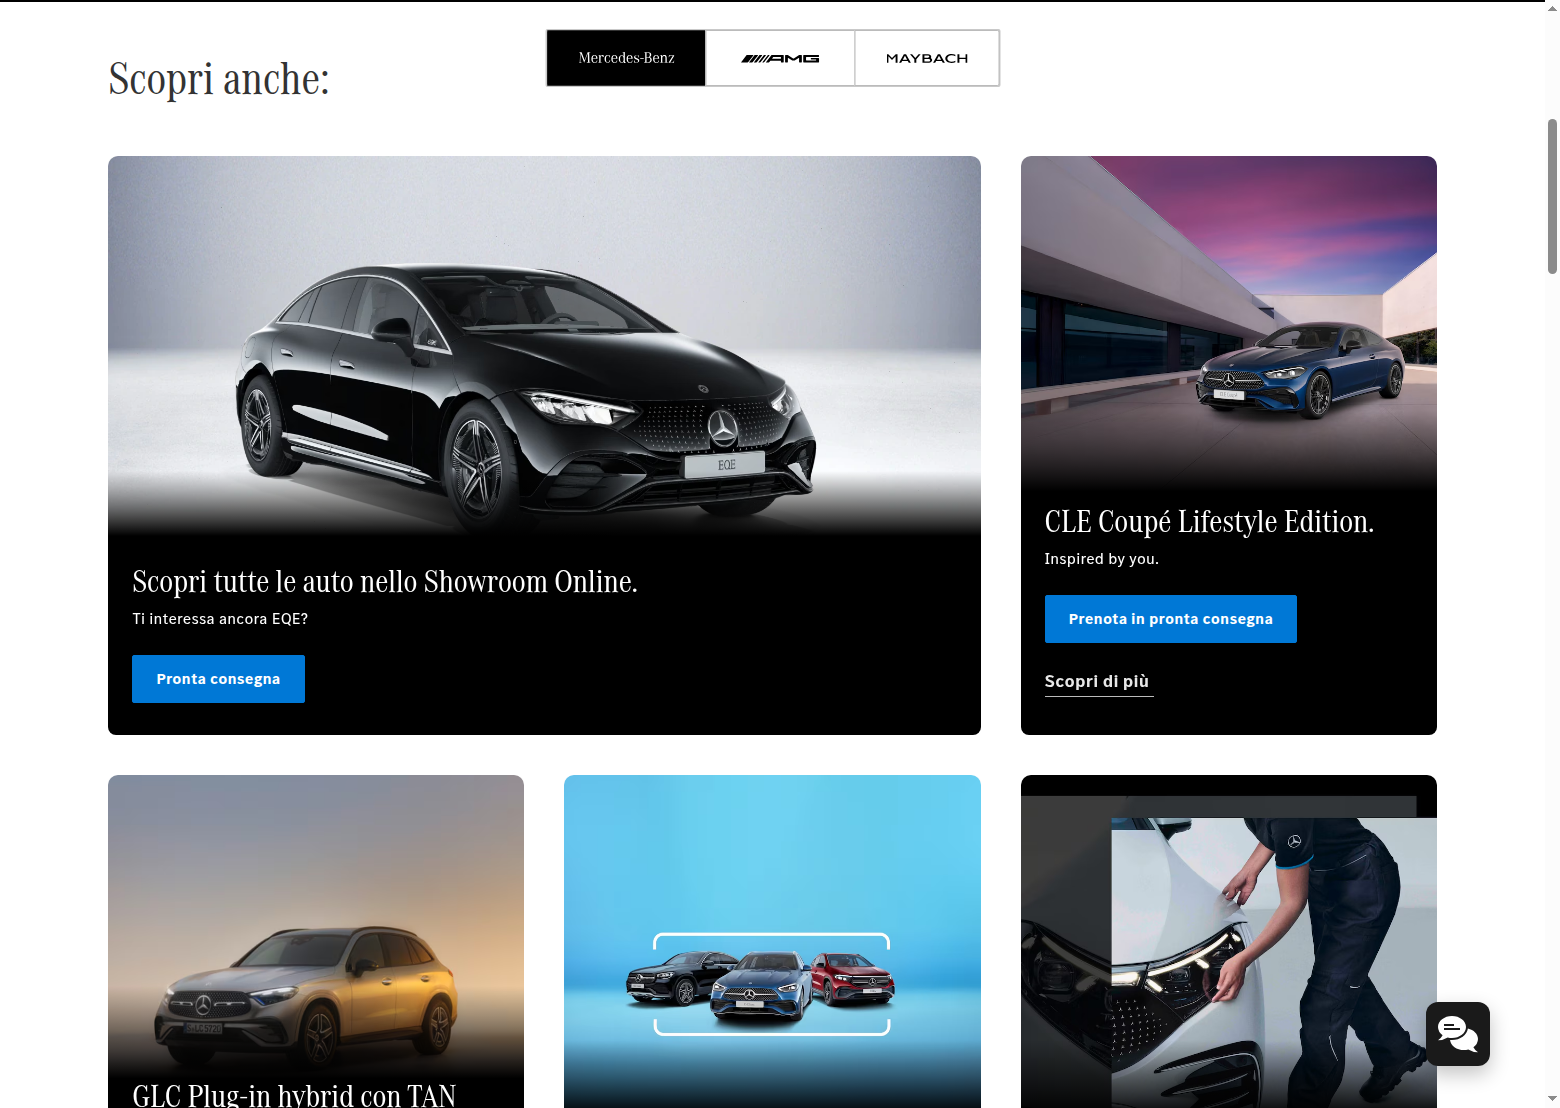 Scopri anche:
Mercedes-Benz
AMG
MAYBACH
EQE
Scopri tutte le auto nello Showroom Online.
Ti interessa ancora EQE?
Pronta consegna
CLE Coupé Lifestyle Edition.
Inspired by you.
Prenota in pronta consegna
Scopri di più
GLC Plug-in hybrid con TAN